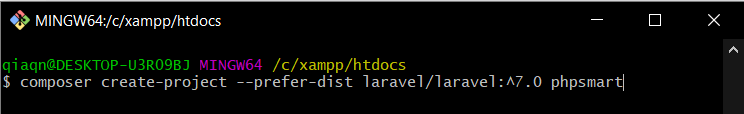 MINGW64:/c/xampp/htdocs
qiaqn@DESKTOP-U3RO9BJ MINGW64 /c/xampp/htdocs
$ composer create-project --prefer-dist laravel/laravel:^7.0 phpsmart